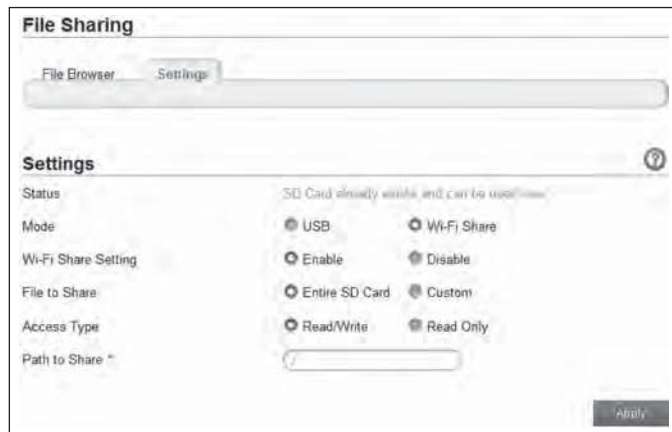 File Sharing
File Browser Settings
Settings ?
Status SD Card already exists and can be used now.
Mode USB Wi-Fi Share
Wi-Fi Share Setting Enable Disable
File to Share Entire SD Card Custom
Access Type Read/Write Read Only
Path to Share * /
Apply